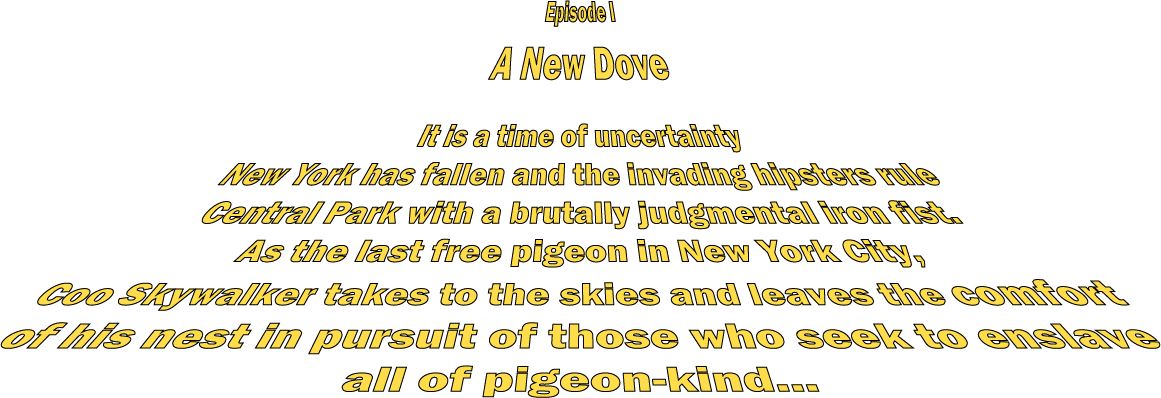 Episode I
A New Dove
It is a time of uncertainty
New York has fallen and the invading hipsters rule
Central Park with a brutally judgmental iron fist.
As the last free pigeon in New York City,
Coo Skywalker takes to the skies and leaves the comfort
of his nest in pursuit of those who seek to enslave
all of pigeon-kind...